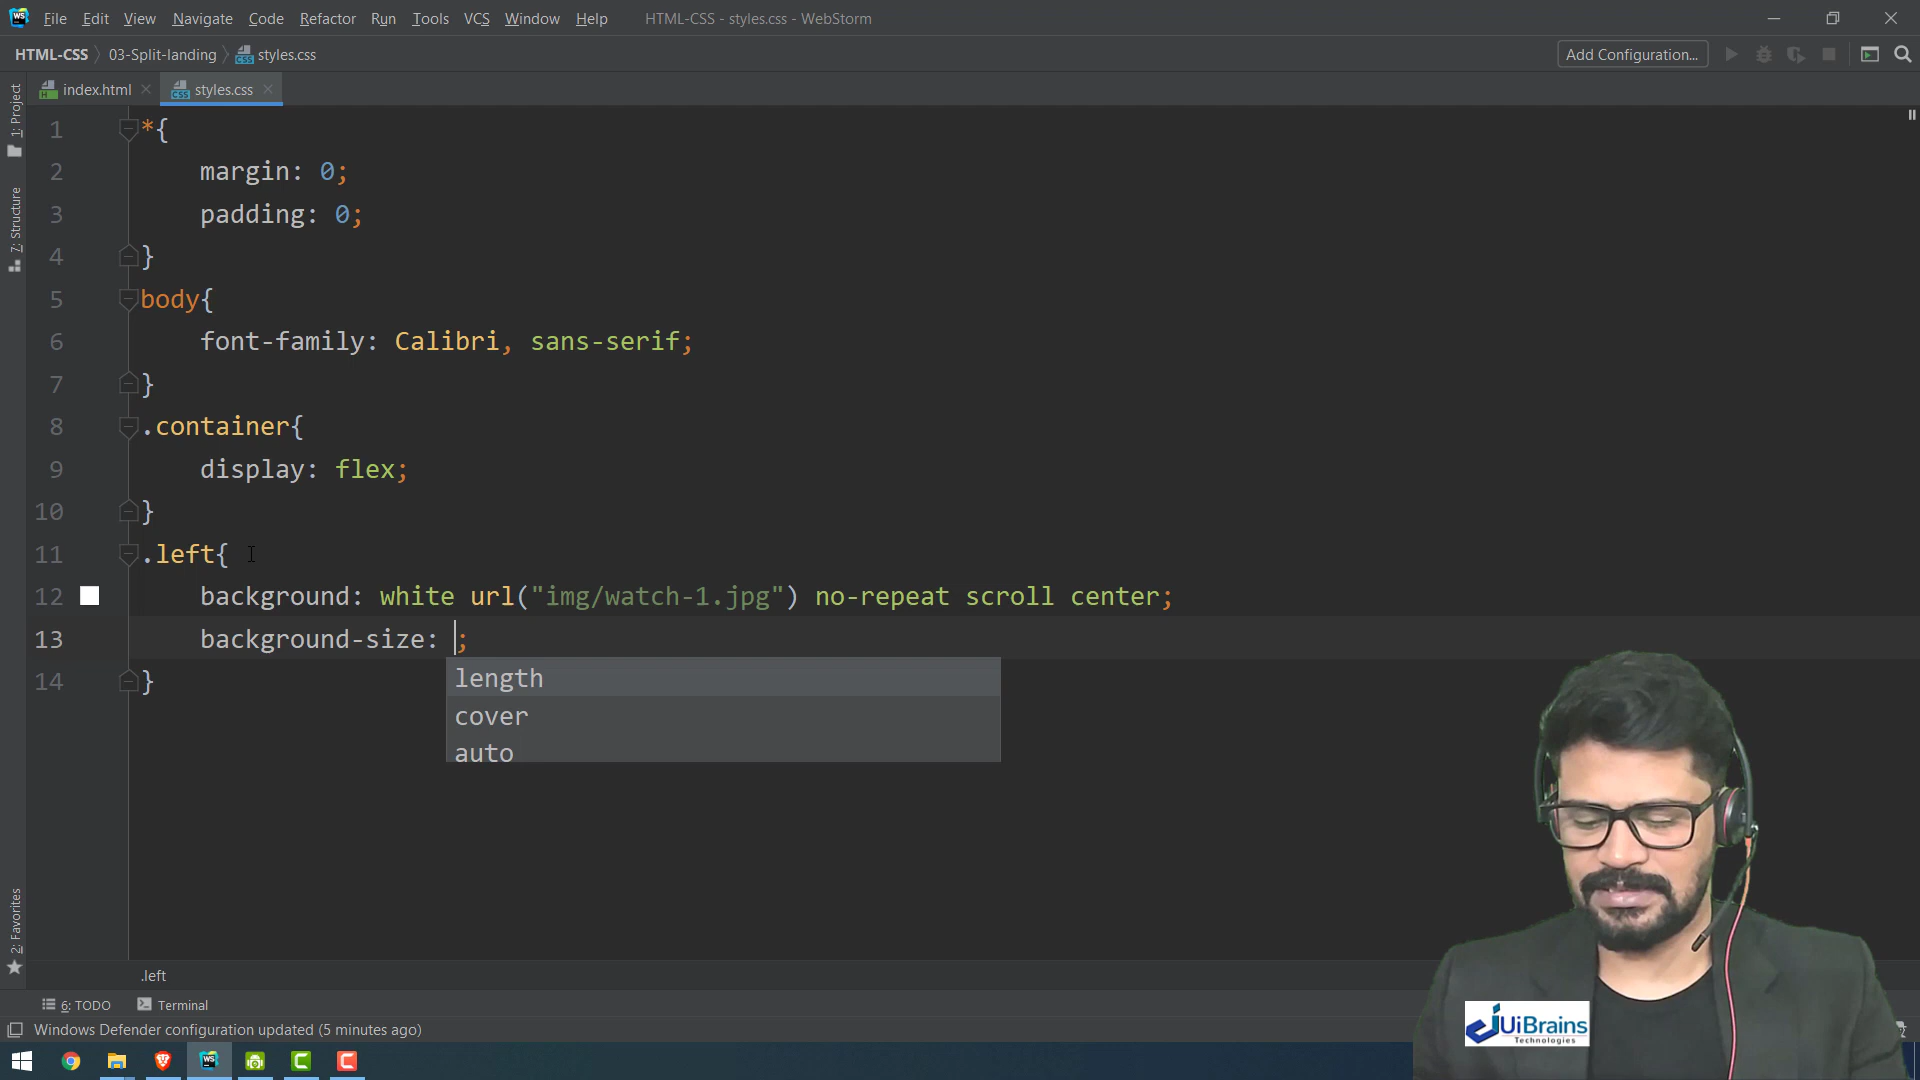 File Edit View Navigate Code Refactor Run Tools VCS Window Help HTML-CSS - styles.css - WebStorm
HTML-CSS 03-Split-landing styles.css Add Configuration...
index.html styles.css
1: Project
7: Structure
2: Favorites
1 *{
2 margin: 0;
3 padding: 0;
4 }
5 body{
6 font-family: Calibri, sans-serif;
7 }
8 .container{
9 display: flex;
10 }
11 .left{
12 background: white url("img/watch-1.jpg") no-repeat scroll center;
13 background-size: ;
14 }
length
cover
auto
.left
6: TODO Terminal
Windows Defender configuration updated (5 minutes ago)
UiBrains
Technologies